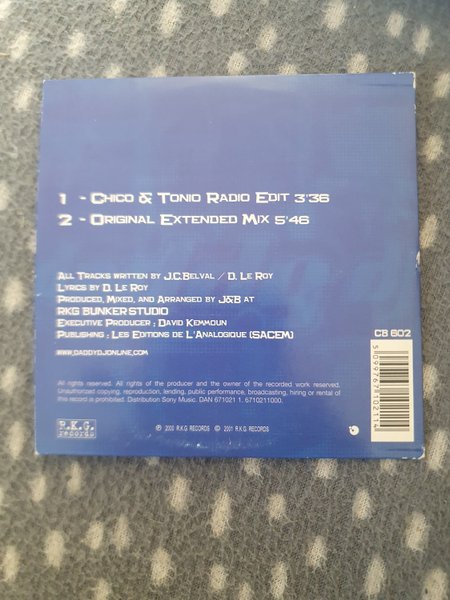 1 - Chico & Tonio Radio Edit 3'36
2 - Original Extended Mix 5'46
All Tracks written by J.C.Belval / D. Le Roy
Lyrics by D. Le Roy
Produced, Mixed, and Arranged by J&B at
RKG BUNKER STUDIO
Executive Producer : David Kemmoun
Publishing : Les Editions de L'Analogique (SACEM)
www.daddydjonline.com
CB 602
All rights reserved. All rights of the producer and the owner of the recorded work reserved.
Unauthorized copying, reproduction, lending, public performance, broadcasting, hiring or rental of
this record is prohibited. Distribution Sony Music. DAN 671021 1. 6710211000.
R.K.G.
records
℗ 2000 R.K.G. RECORDS © 2001 R.K.G. RECORDS
5099767102114